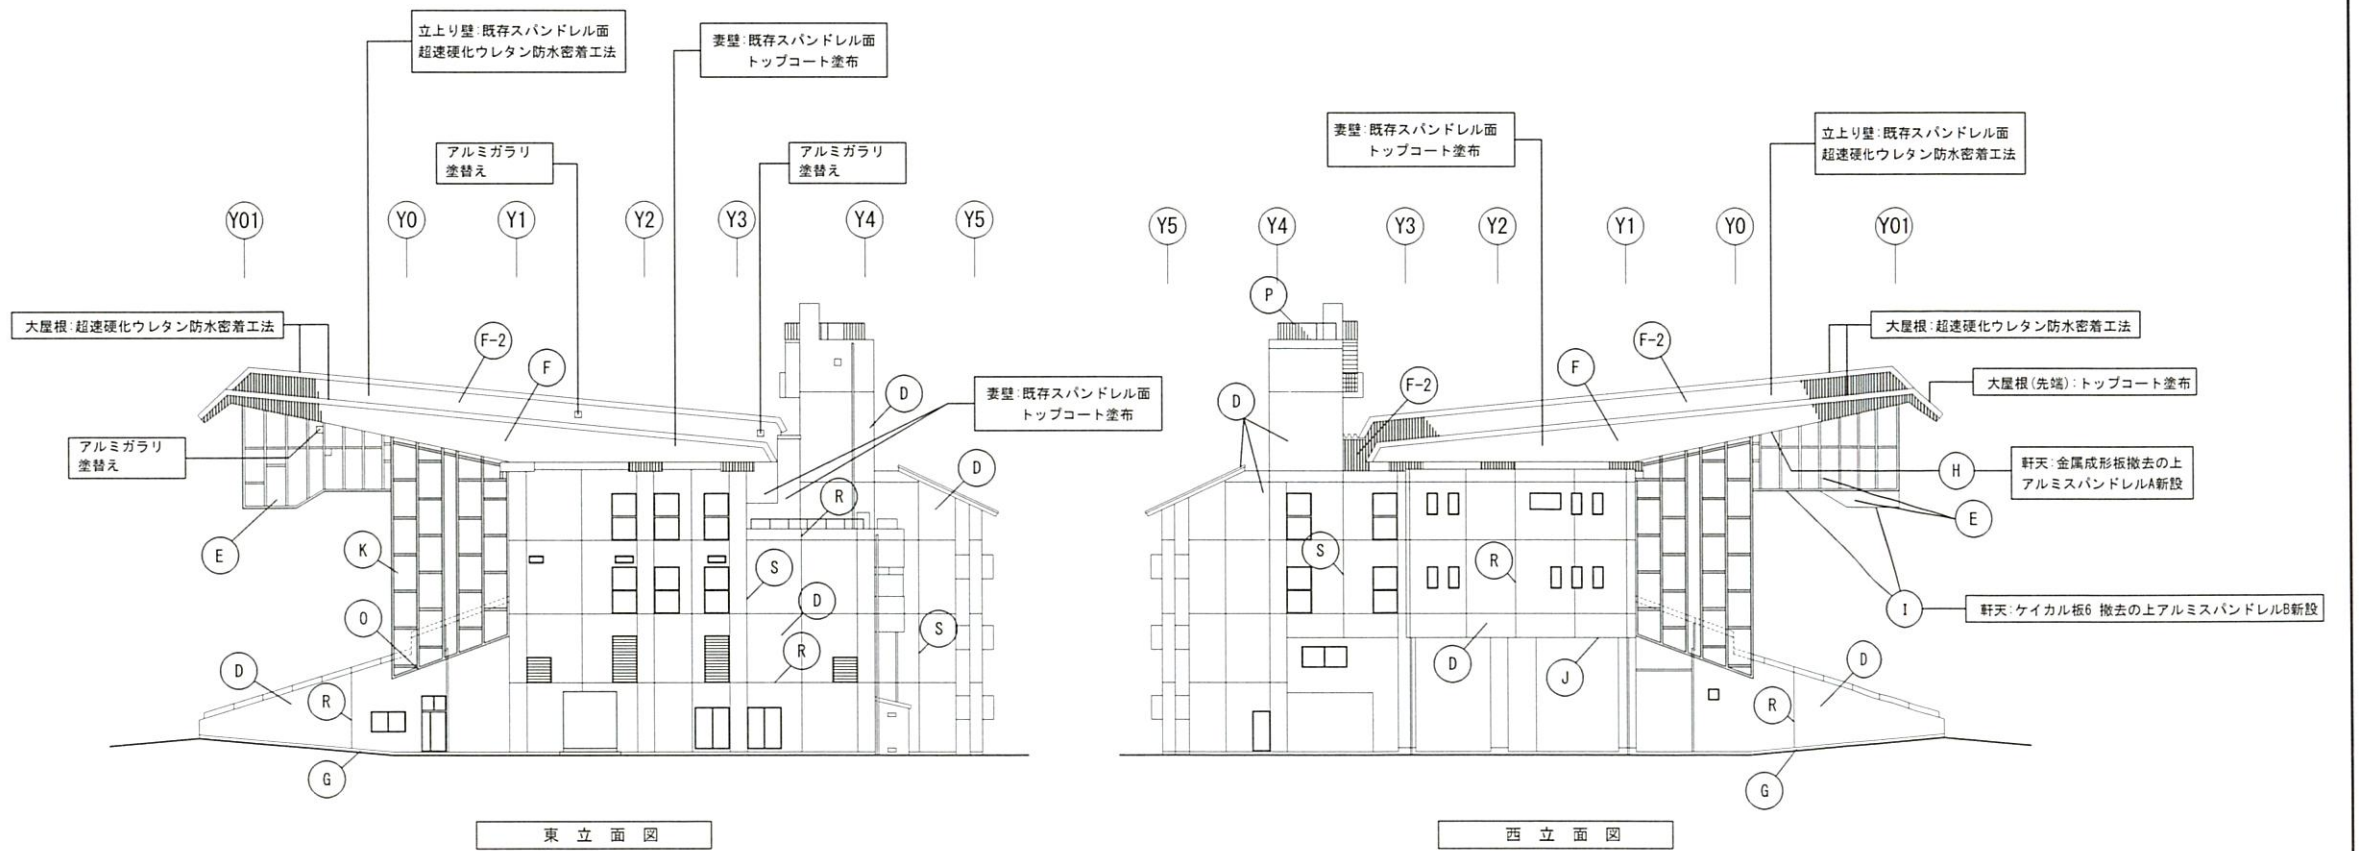 立上り壁:既存スパンドレル面
超速硬化ウレタン防水密着工法
妻壁:既存スパンドレル面
トップコート塗布
アルミガラリ
塗替え
アルミガラリ
塗替え
Y01
Y0
Y1
Y2
Y3
Y4
Y5
大屋根:超速硬化ウレタン防水密着工法
F-2
F
D
妻壁:既存スパンドレル面
トップコート塗布
アルミガラリ
塗替え
D
R
E
K
S
D
O
S
R
D
R
G
東立面図
妻壁:既存スパンドレル面
トップコート塗布
立上り壁:既存スパンドレル面
超速硬化ウレタン防水密着工法
Y5
Y4
Y3
Y2
Y1
Y0
Y01
P
大屋根:超速硬化ウレタン防水密着工法
F-2
F
F-2
大屋根(先端):トップコート塗布
D
H
軒天:金属成形板撤去の上
アルミスパンドレルA新設
E
S
R
I
軒天:ケイカル板6 撤去の上アルミスパンドレルB新設
D
J
D
R
G
西立面図